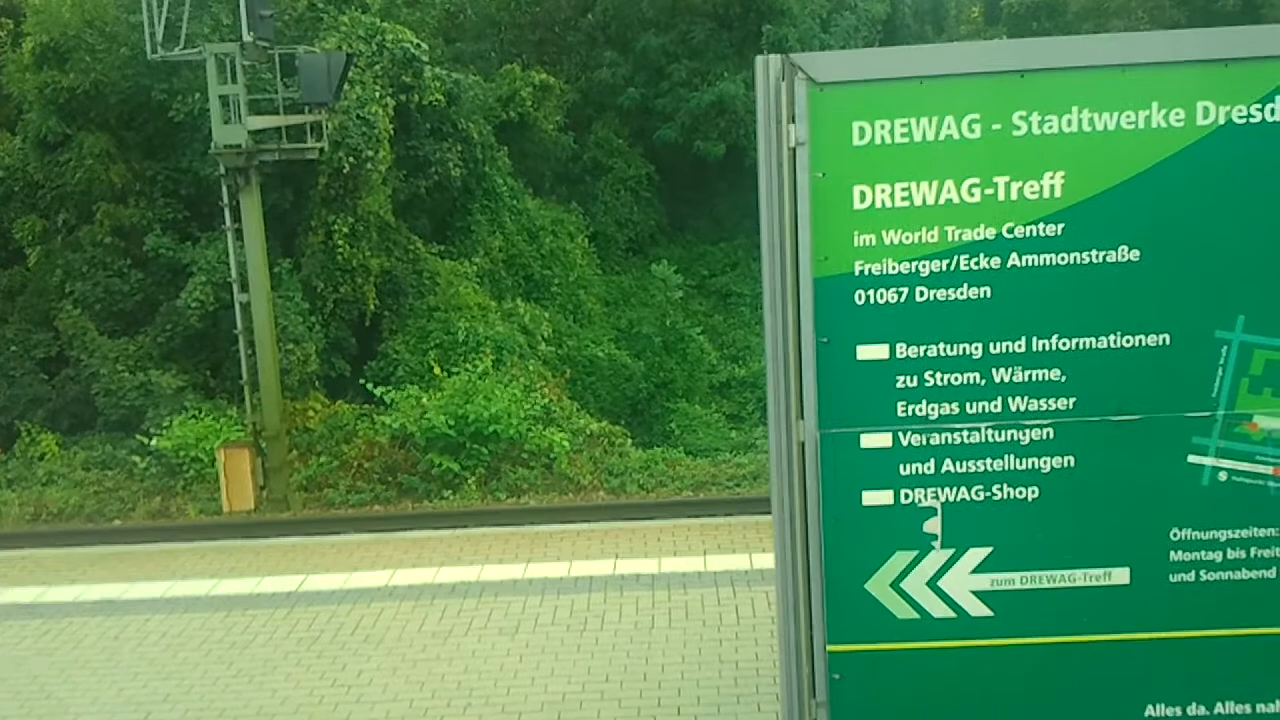 DREWAG - Stadtwerke Dresd
DREWAG-Treff
im World Trade Center
Freiberger/Ecke Ammonstraße
01067 Dresden
Beratung und Informationen
zu Strom, Wärme,
Erdgas und Wasser
Veranstaltungen
und Ausstellungen
DREWAG-Shop
zum DREWAG-Treff
Öffnungszeiten:
Montag bis Freit
und Sonnabend
Alles da. Alles nah